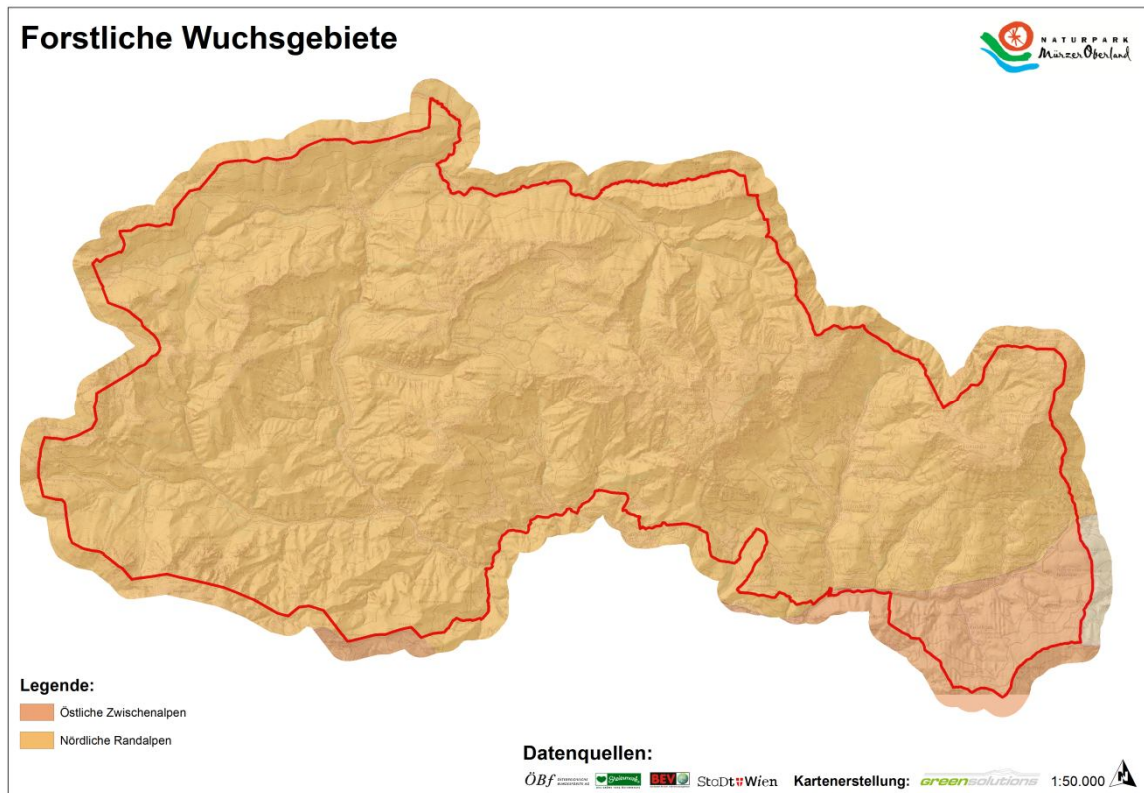 Forstliche Wuchsgebiete
NATURPARK
Mürzer Oberland
Legende:
Östliche Zwischenalpen
Nördliche Randalpen
Datenquellen:
ÖBf
Steiermark
BEV
StaDt Wien
Kartenerstellung:
greensolutions
1:50.000
N